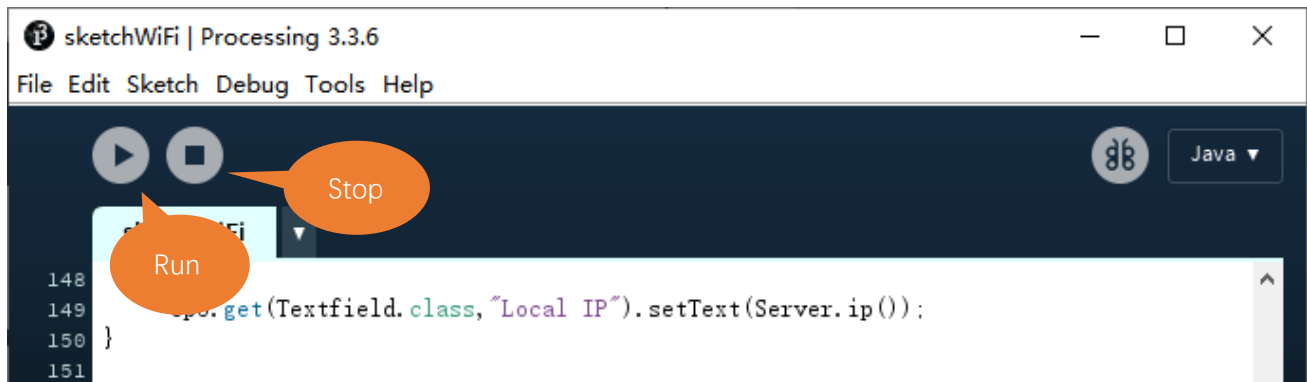 sketchWiFi | Processing 3.3.6
File Edit Sketch Debug Tools Help
Java
Stop
Run
148
149 .get(Textfield.class,"Local IP").setText(Server.ip());
150 }
151